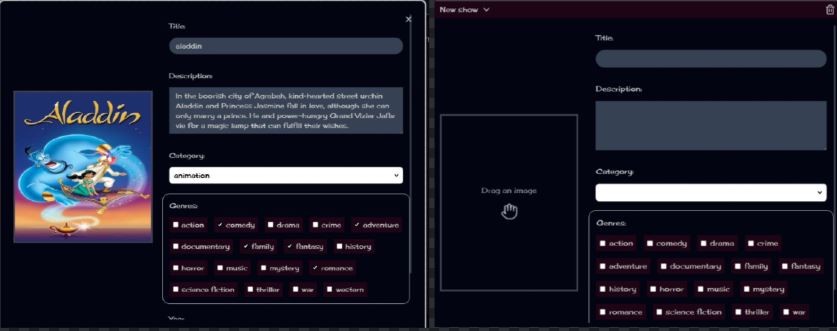 Title:
aladdin
Description:
In the boorish city of Agrabah, kind-hearted street urchin
Aladdin and Princess Jasmine fall in love, although she can
only marry a prince. He and power-hungry Grand Vizier Jafar
vie for a magic lamp that can fulfill their wishes.
Aladdin
Category:
animation
Genres:
action comedy drama crime adventure
documentary family fantasy history
horror music mystery romance
science fiction thriller war western
Year:
New show
Title:
Description:
Drag an image
Category:
Genres:
action comedy drama crime
adventure documentary family fantasy
history horror music mystery
romance science fiction thriller war